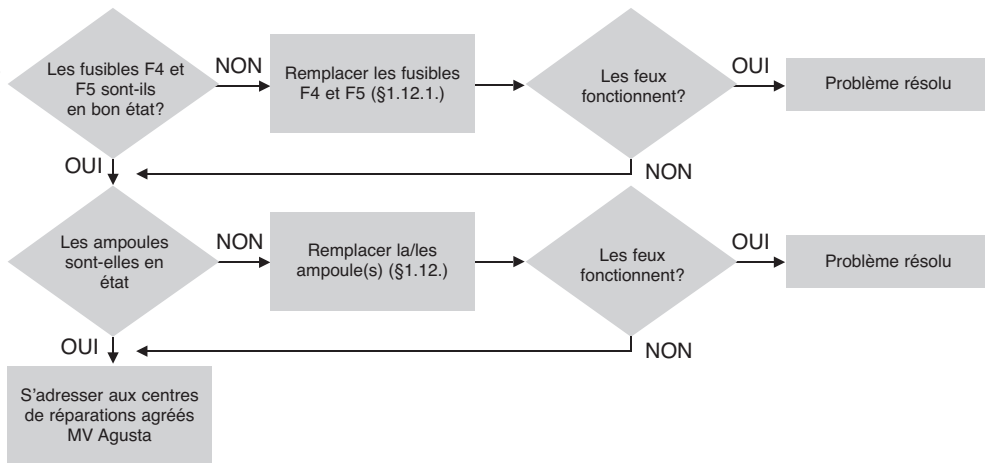 Les fusibles F4 et
F5 sont-ils
en bon état?
NON
Remplacer les fusibles
F4 et F5 (§1.12.1.)
Les feux
fonctionnent?
OUI
Problème résolu
OUI
NON
Les ampoules
sont-elles en
état
NON
Remplacer la/les
ampoule(s) (§1.12.)
Les feux
fonctionnent?
OUI
Problème résolu
OUI
NON
S'adresser aux centres
de réparations agréés
MV Agusta